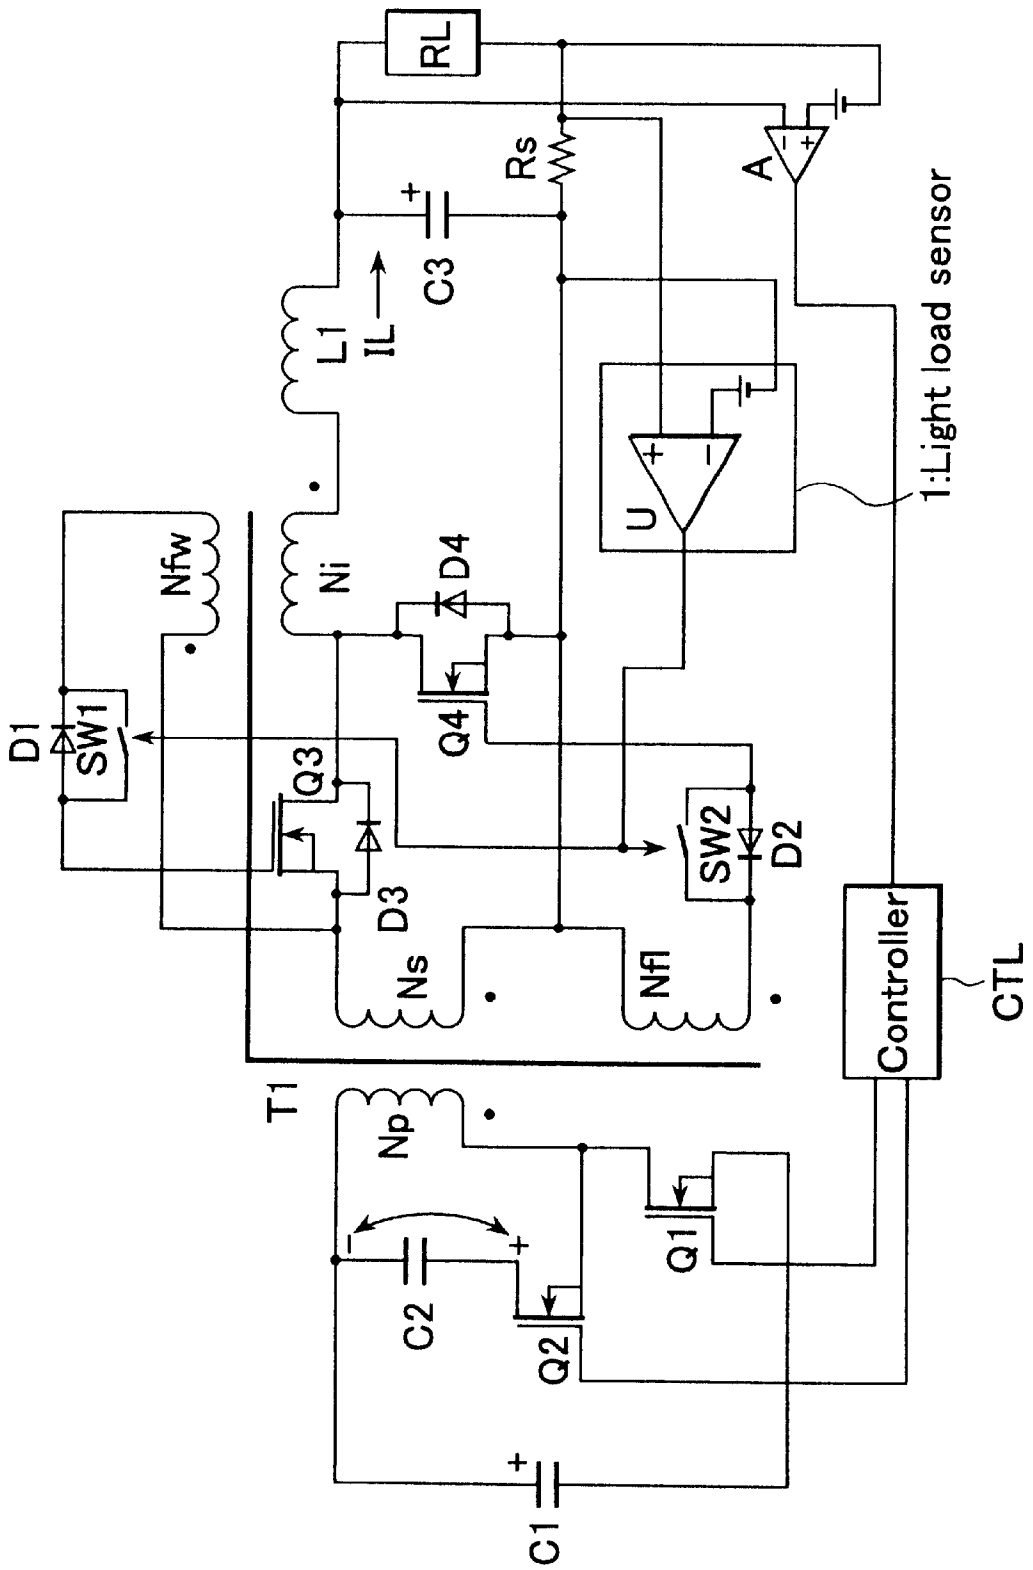 D1
SW1
Nfw
T1
Q3
D3
Ni
L1
IL
RL
C1
+
C2
−
+
Np
Ns
Q4
D4
C3
+
Rs
Q2
Q1
Nfl
SW2
D2
U
+
−
A
−
+
1:Light load sensor
Controller
CTL